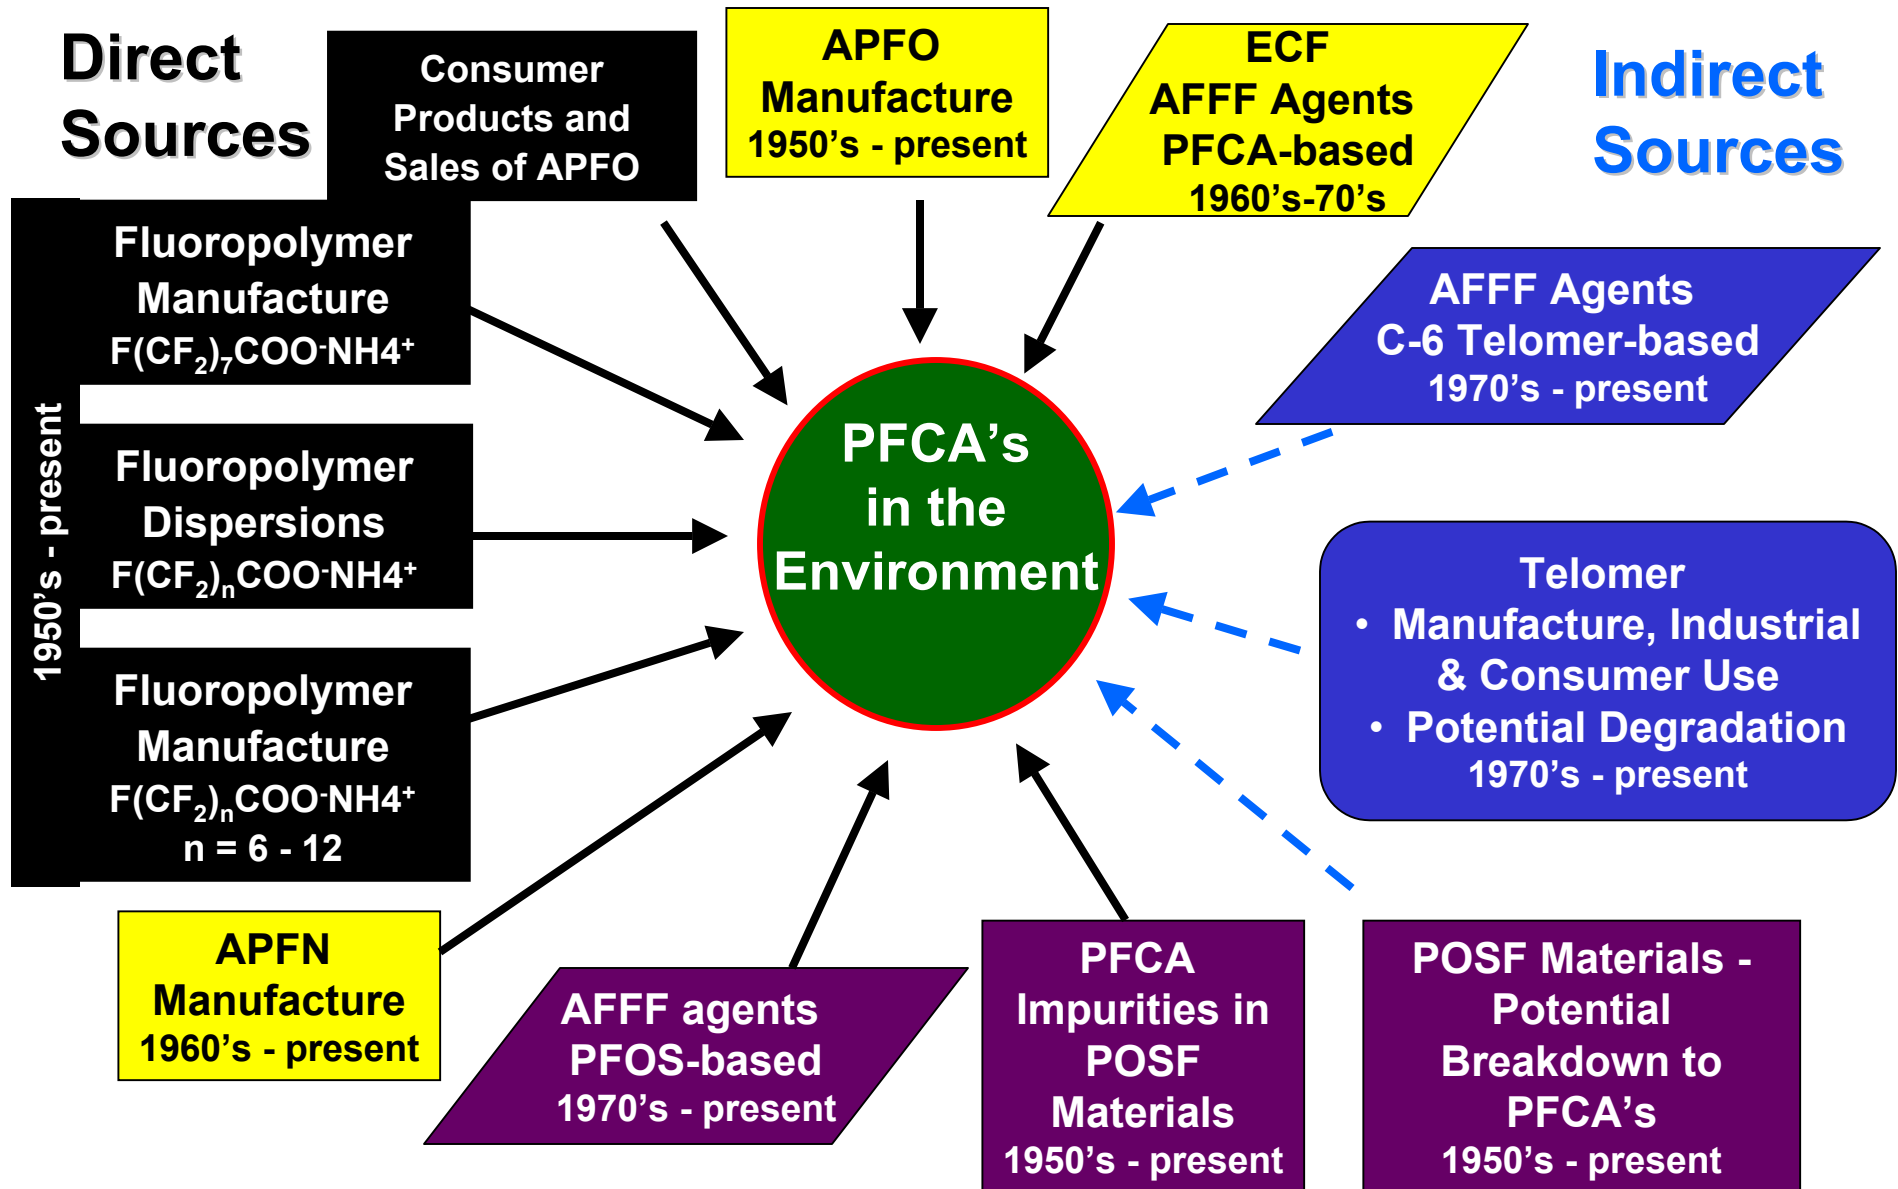 Direct
Sources
Consumer
Products and
Sales of APFO
APFO
Manufacture
1950's - present
ECF
AFFF Agents
PFCA-based
1960's-70's
Indirect
Sources
1950's - present
Fluoropolymer
Manufacture
F(CF₂)₇COO⁻NH4⁺
Fluoropolymer
Dispersions
F(CF₂)ₙCOO⁻NH4⁺
Fluoropolymer
Manufacture
F(CF₂)ₙCOO⁻NH4⁺
n = 6 - 12
PFCA's
in the
Environment
AFFF Agents
C-6 Telomer-based
1970's - present
Telomer
• Manufacture, Industrial
& Consumer Use
• Potential Degradation
1970's - present
APFN
Manufacture
1960's - present
AFFF agents
PFOS-based
1970's - present
PFCA
Impurities in
POSF
Materials
1950's - present
POSF Materials -
Potential
Breakdown to
PFCA's
1950's - present